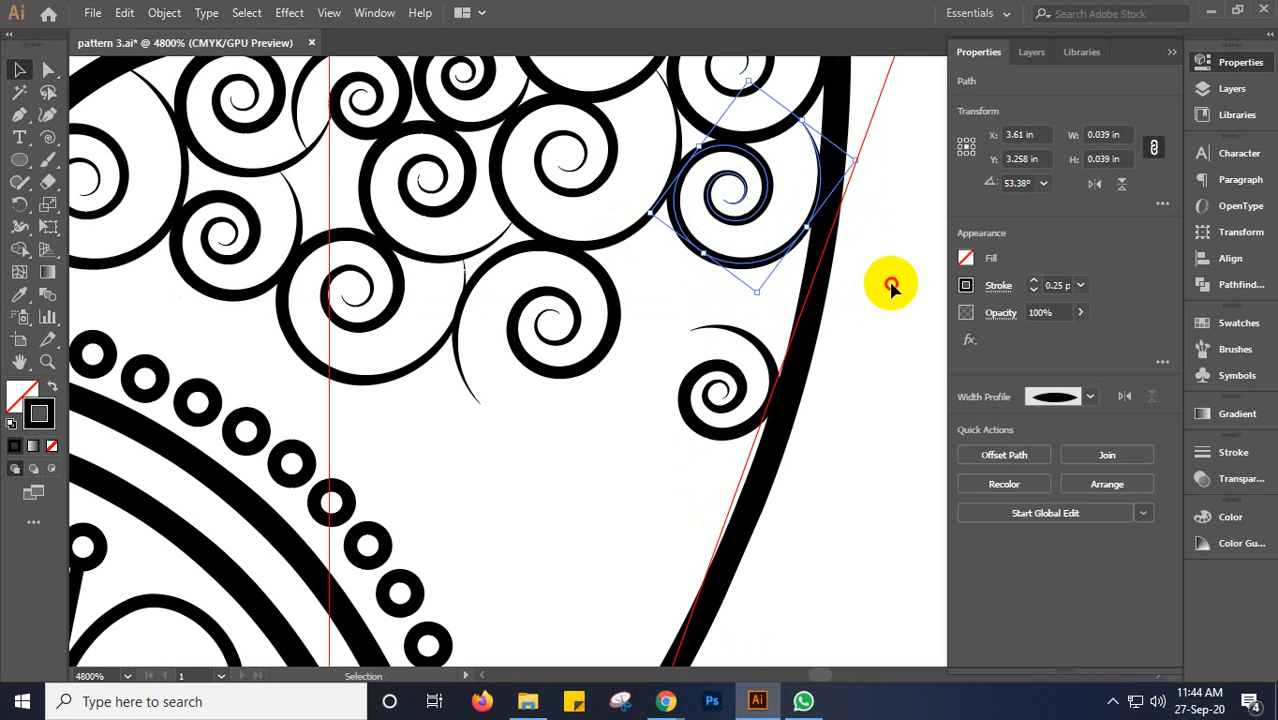 Ai File Edit Object Type Select Effect View Window Help Essentials Search Adobe Stock
pattern 3.ai* @ 4800% (CMYK/GPU Preview) ×
Properties Layers Libraries
Path
Transform
X: 3.61 in W: 0.039 in
Y: 3.258 in H: 0.039 in
53.38°
Appearance
Fill
Stroke 0.25 p
Opacity 100%
fx.
Width Profile
Quick Actions
Offset Path Join
Recolor Arrange
Start Global Edit
Properties
Layers
Libraries
Character
Paragraph
OpenType
Transform
Align
Pathfind...
Swatches
Brushes
Symbols
Gradient
Stroke
Transpar...
Color
Color Gu...
4800% 1 Selection
Type here to search Ps Ai 11:44 AM
27-Sep-20 4